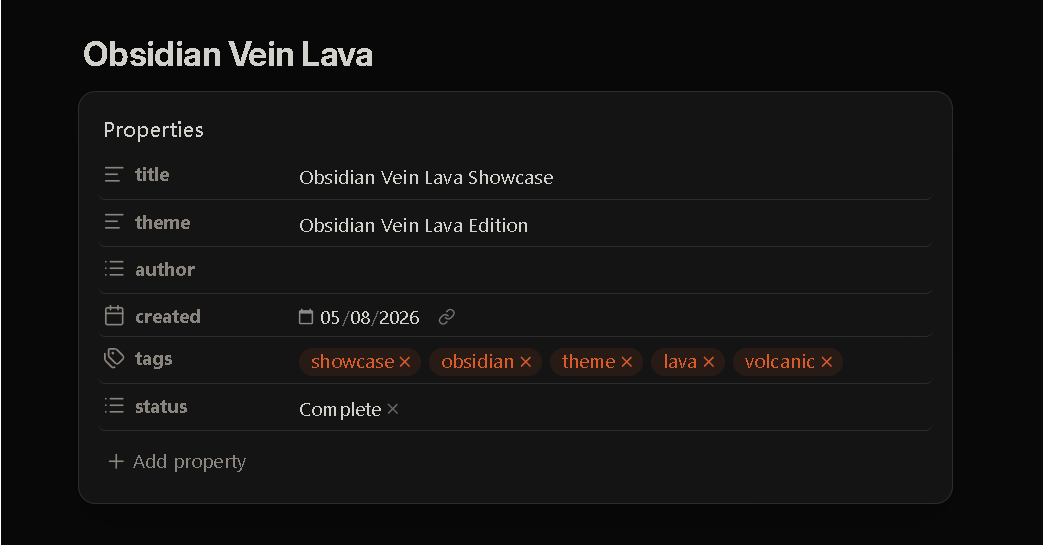 Obsidian Vein Lava
Properties
title Obsidian Vein Lava Showcase
theme Obsidian Vein Lava Edition
author
created 05/08/2026
tags showcase × obsidian × theme × lava × volcanic ×
status Complete ×
+ Add property